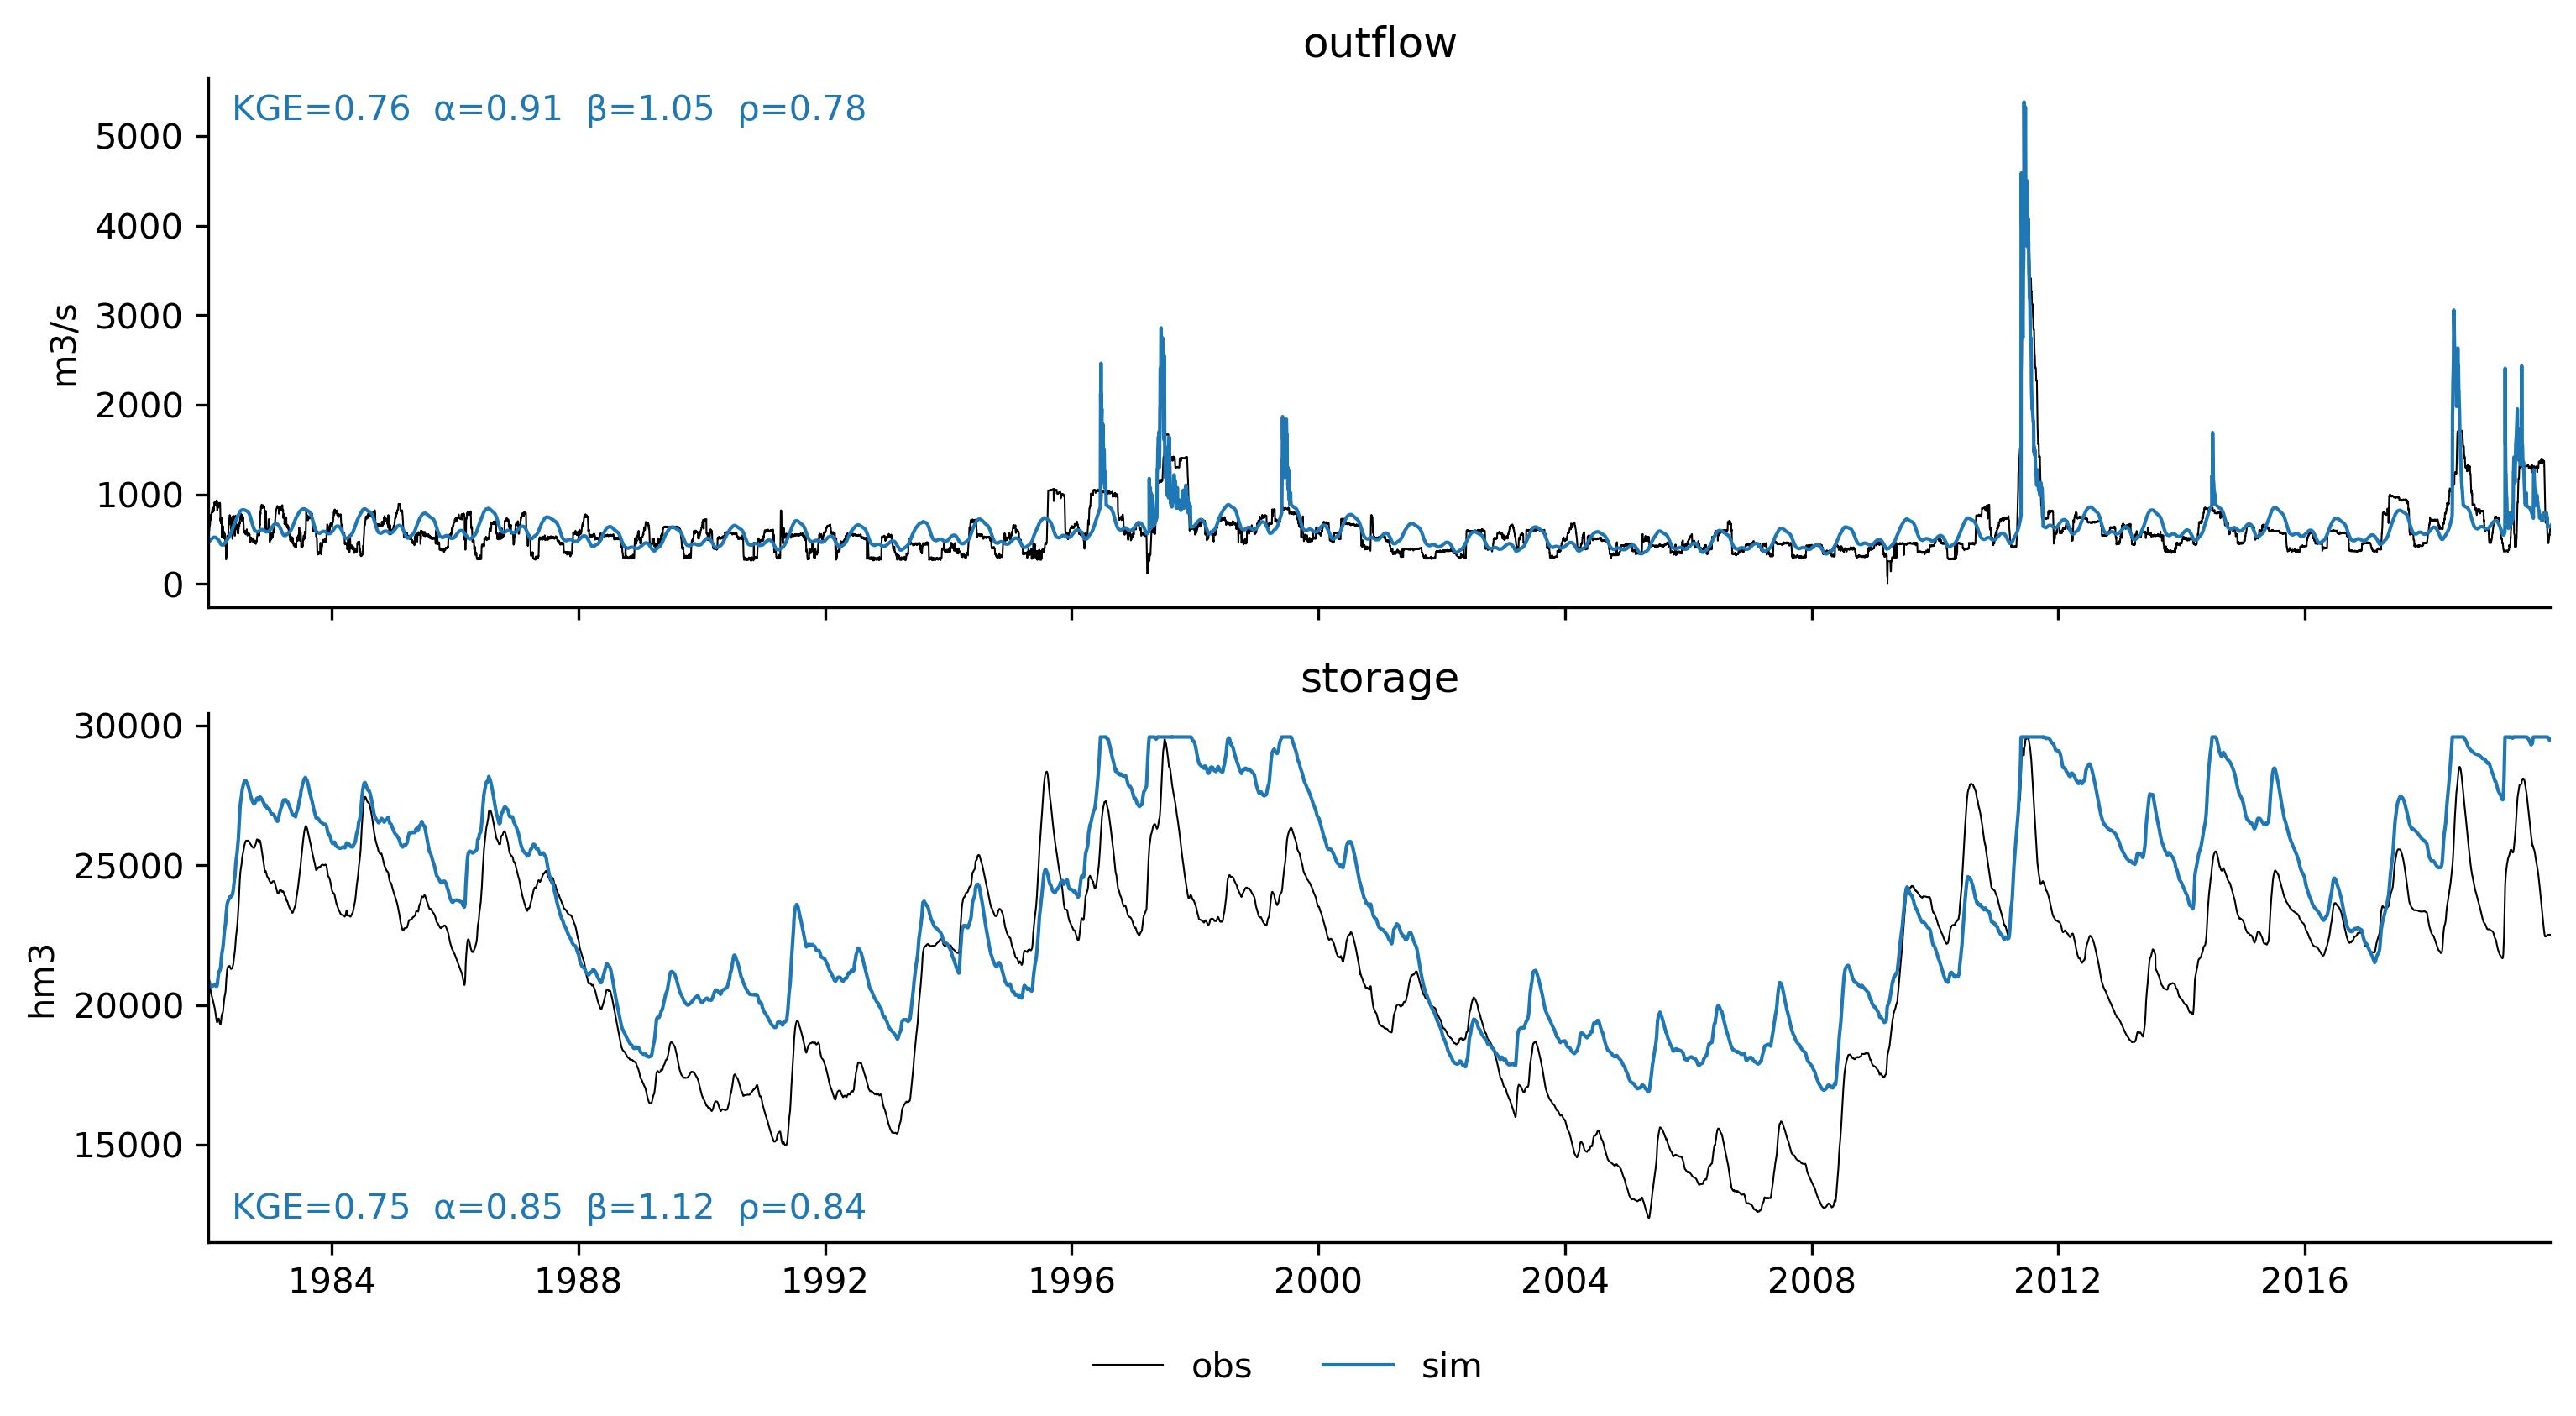 outflow
KGE=0.76 α=0.91 β=1.05 ρ=0.78
m3/s
5000
4000
3000
2000
1000
0
storage
hm3
30000
25000
20000
15000
KGE=0.75 α=0.85 β=1.12 ρ=0.84
1984 1988 1992 1996 2000 2004 2008 2012 2016
obs sim